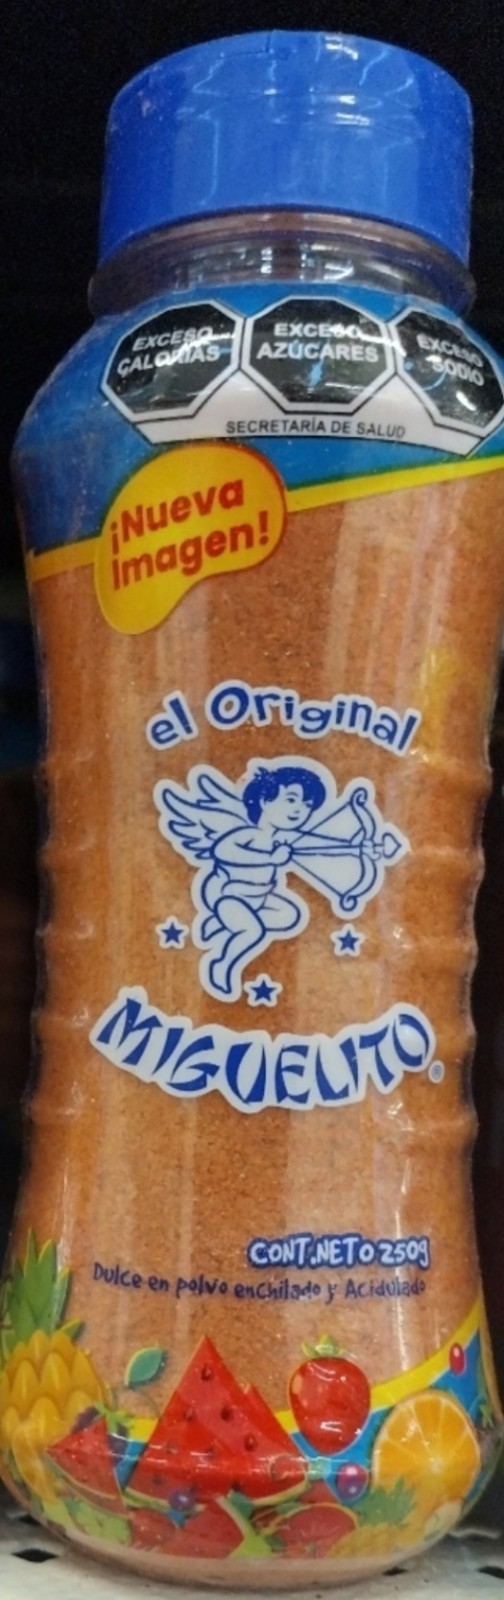 EXCESO
CALORÍAS
EXCESO
AZÚCARES
EXCESO
SODIO
SECRETARÍA DE SALUD
¡Nueva
Imagen!
el Original
MIGUELITO®
CONT.NETO 250g
Dulce en polvo enchilado y Acidulado